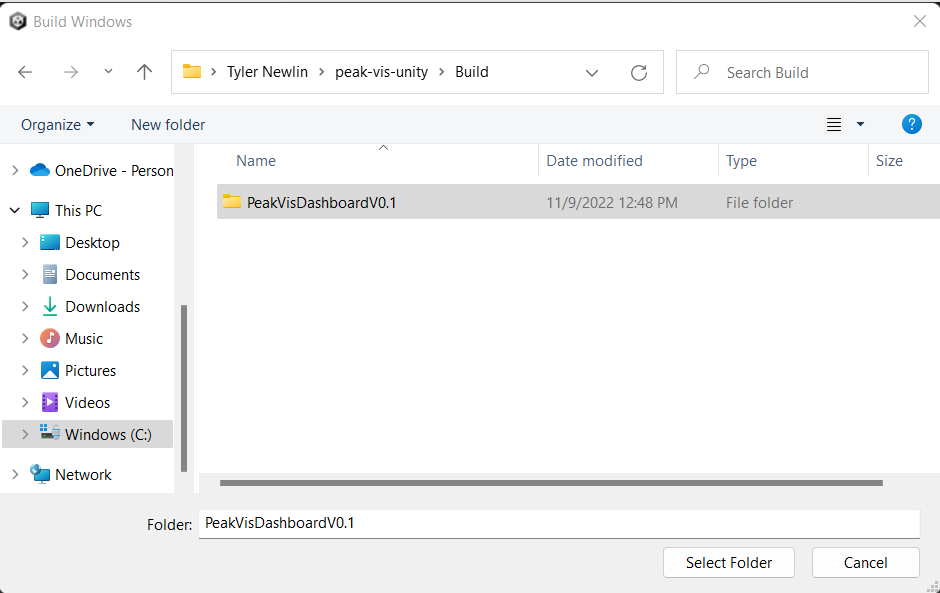 Build Windows
Tyler Newlin peak-vis-unity Build
Search Build
Organize New folder
?
Name Date modified Type Size
PeakVisDashboardV0.1 11/9/2022 12:48 PM File folder
OneDrive - Person
This PC
Desktop
Documents
Downloads
Music
Pictures
Videos
Windows (C:)
Network
Folder: PeakVisDashboardV0.1
Select Folder Cancel